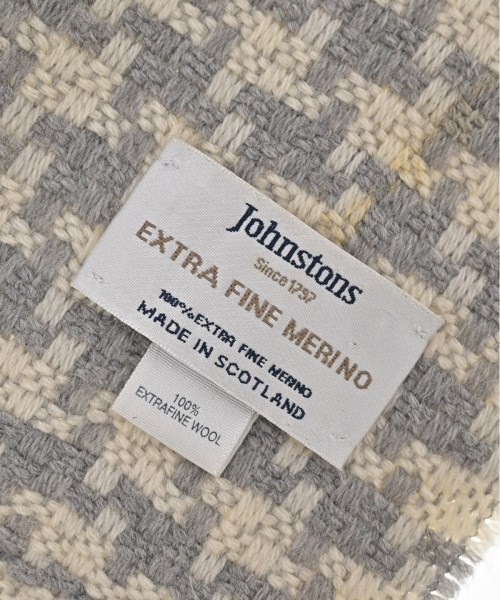 Johnstons
Since 1797
EXTRA FINE MERINO
100% EXTRA FINE MERINO
MADE IN SCOTLAND
100%
EXTRAFINE WOOL